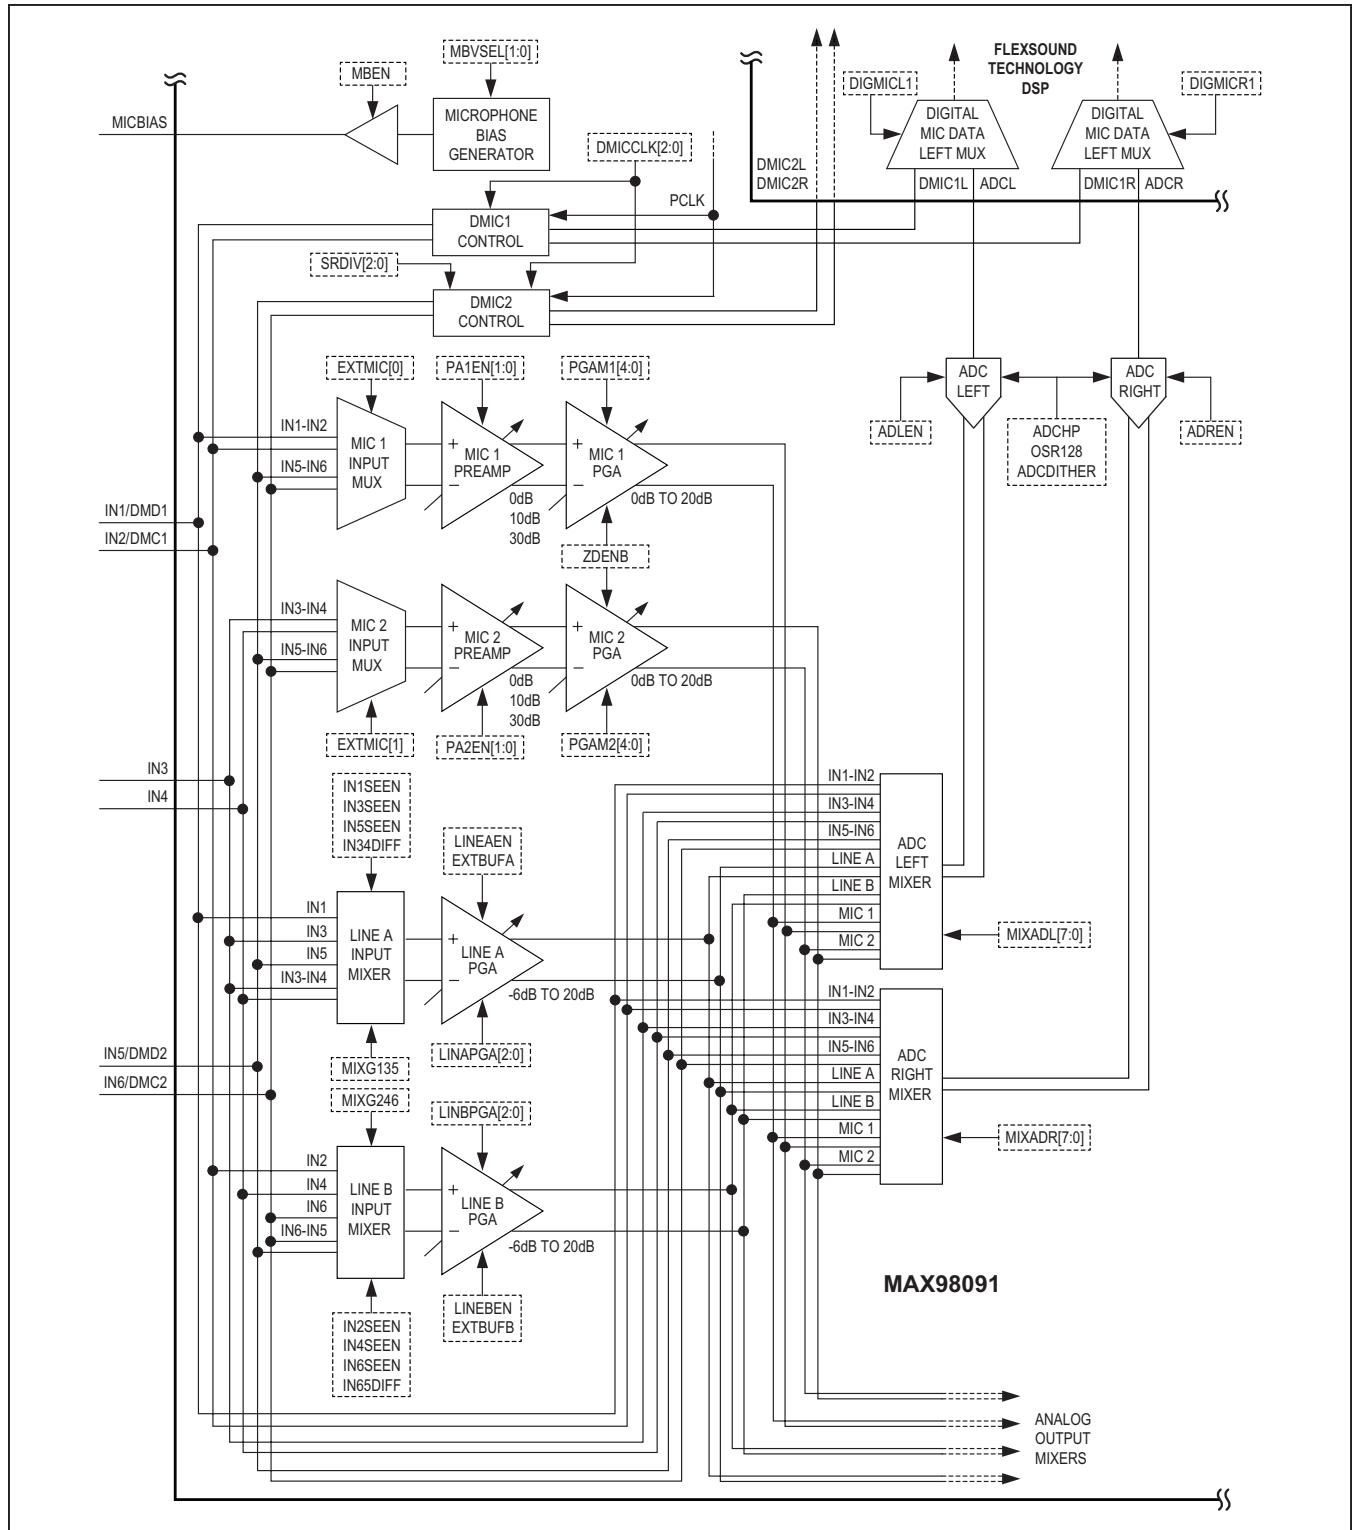 MBVSEL[1:0]
MBEN
MICBIAS
MICROPHONE
BIAS
GENERATOR
DMICCLK[2:0]
PCLK
DMIC1
CONTROL
SRDIV[2:0]
DMIC2
CONTROL
FLEXSOUND
TECHNOLOGY
DSP
DIGMICL1
DIGMICR1
DIGITAL
MIC DATA
LEFT MUX
DIGITAL
MIC DATA
LEFT MUX
DMIC2L
DMIC2R
DMIC1L
ADCL
DMIC1R
ADCR
ADC
LEFT
ADC
RIGHT
ADLEN
ADCHP
OSR128
ADCDITHER
ADREN
EXTMIC[0]
PA1EN[1:0]
PGAM1[4:0]
IN1-IN2
IN5-IN6
MIC 1
INPUT
MUX
+
MIC 1
PREAMP
−
0dB
10dB
30dB
+
MIC 1
PGA
−
0dB TO 20dB
IN1/DMD1
IN2/DMC1
ZDENB
IN3-IN4
IN5-IN6
MIC 2
INPUT
MUX
+
MIC 2
PREAMP
−
0dB
10dB
30dB
+
MIC 2
PGA
−
0dB TO 20dB
EXTMIC[1]
PA2EN[1:0]
PGAM2[4:0]
IN3
IN4
IN1SEEN
IN3SEEN
IN5SEEN
IN34DIFF
LINEAEN
EXTBUFA
IN1
IN3
IN5
IN3-IN4
LINE A
INPUT
MIXER
+
LINE A
PGA
−
-6dB TO 20dB
IN5/DMD2
IN6/DMC2
MIXG135
LINAPGA[2:0]
MIXG246
LINBPGA[2:0]
IN2
IN4
IN6
IN6-IN5
LINE B
INPUT
MIXER
+
LINE B
PGA
−
-6dB TO 20dB
IN2SEEN
IN4SEEN
IN6SEEN
IN65DIFF
LINEBEN
EXTBUFB
IN1-IN2
IN3-IN4
IN5-IN6
LINE A
LINE B
MIC 1
MIC 2
ADC
LEFT
MIXER
MIXADL[7:0]
IN1-IN2
IN3-IN4
IN5-IN6
LINE A
LINE B
MIC 1
MIC 2
ADC
RIGHT
MIXER
MIXADR[7:0]
MAX98091
ANALOG
OUTPUT
MIXERS